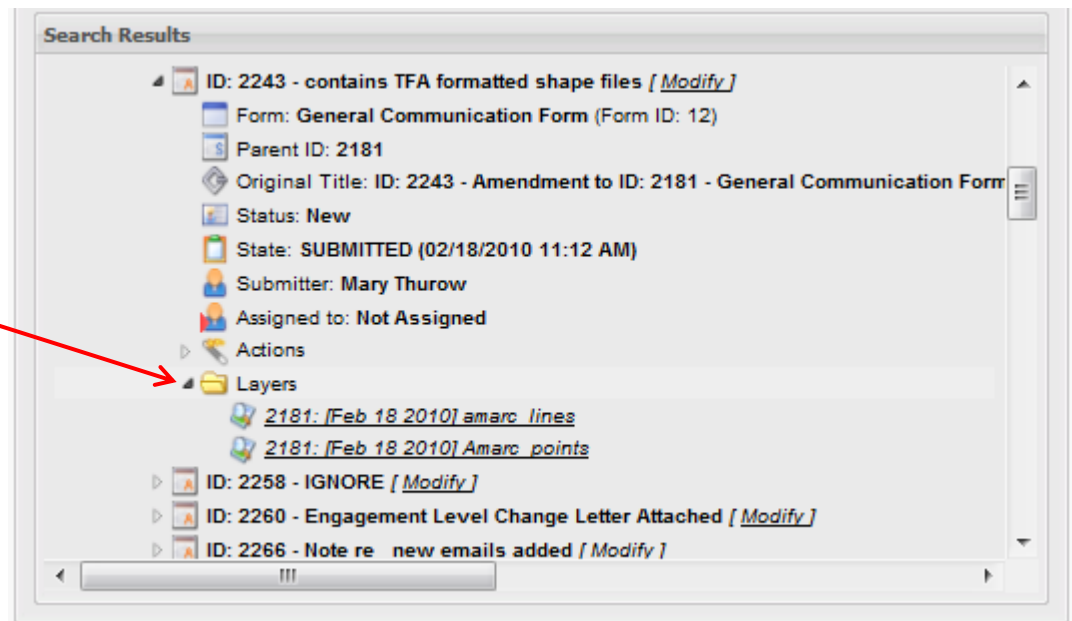 Search Results
ID: 2243 - contains TFA formatted shape files [ Modify ]
Form: General Communication Form (Form ID: 12)
Parent ID: 2181
Original Title: ID: 2243 - Amendment to ID: 2181 - General Communication Form
Status: New
State: SUBMITTED (02/18/2010 11:12 AM)
Submitter: Mary Thurow
Assigned to: Not Assigned
Actions
Layers
2181: [Feb 18 2010] amarc_lines
2181: [Feb 18 2010] Amarc_points
ID: 2258 - IGNORE [ Modify ]
ID: 2260 - Engagement Level Change Letter Attached [ Modify ]
ID: 2266 - Note re_ new emails added [ Modify ]